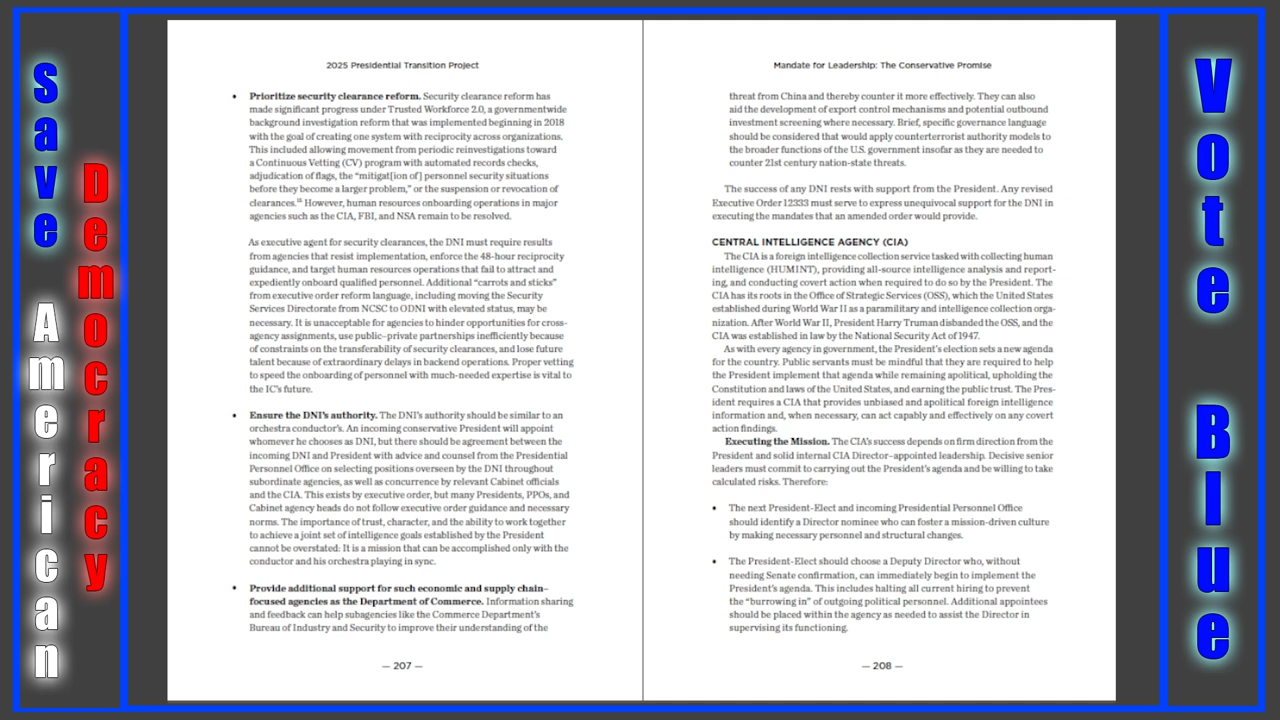 Save American
Democracy
2025 Presidential Transition Project
• Prioritize security clearance reform. Security clearance reform has
made significant progress under Trusted Workforce 2.0, a governmentwide
background investigation reform that was implemented beginning in 2018
with the goal of creating one system with reciprocity across organizations.
This included allowing movement from periodic reinvestigations toward
a Continuous Vetting (CV) program with automated records checks,
adjudication of flags, the “mitigat[ion of] personnel security situations
before they become a larger problem,” or the suspension or revocation of
clearances.¹⁵ However, human resources onboarding operations in major
agencies such as the CIA, FBI, and NSA remain to be resolved.
As executive agent for security clearances, the DNI must require results
from agencies that resist implementation, enforce the 48-hour reciprocity
guidance, and target human resources operations that fail to attract and
expediently onboard qualified personnel. Additional “carrots and sticks”
from executive order reform language, including moving the Security
Services Directorate from NCSC to ODNI with elevated status, may be
necessary. It is unacceptable for agencies to hinder opportunities for cross-
agency assignments, use public–private partnerships inefficiently because
of constraints on the transferability of security clearances, and lose future
talent because of extraordinary delays in backend operations. Proper vetting
to speed the onboarding of personnel with much-needed expertise is vital to
the IC’s future.
• Ensure the DNI’s authority. The DNI’s authority should be similar to an
orchestra conductor’s. An incoming conservative President will appoint
whomever he chooses as DNI, but there should be agreement between the
incoming DNI and President with advice and counsel from the Presidential
Personnel Office on selecting positions overseen by the DNI throughout
subordinate agencies, as well as concurrence by relevant Cabinet officials
and the CIA. This exists by executive order, but many Presidents, PPOs, and
Cabinet agency heads do not follow executive order guidance and necessary
norms. The importance of trust, character, and the ability to work together
to achieve a joint set of intelligence goals established by the President
cannot be overstated: It is a mission that can be accomplished only with the
conductor and his orchestra playing in sync.
• Provide additional support for such economic and supply chain–
focused agencies as the Department of Commerce. Information sharing
and feedback can help subagencies like the Commerce Department’s
Bureau of Industry and Security to improve their understanding of the
— 207 —
Mandate for Leadership: The Conservative Promise
threat from China and thereby counter it more effectively. They can also
aid the development of export control mechanisms and potential outbound
investment screening where necessary. Brief, specific governance language
should be considered that would apply counterterrorist authority models to
the broader functions of the U.S. government insofar as they are needed to
counter 21st century nation-state threats.
The success of any DNI rests with support from the President. Any revised
Executive Order 12333 must serve to express unequivocal support for the DNI in
executing the mandates that an amended order would provide.
CENTRAL INTELLIGENCE AGENCY (CIA)
The CIA is a foreign intelligence collection service tasked with collecting human
intelligence (HUMINT), providing all-source intelligence analysis and report-
ing, and conducting covert action when required to do so by the President. The
CIA has its roots in the Office of Strategic Services (OSS), which the United States
established during World War II as a paramilitary and intelligence collection orga-
nization. After World War II, President Harry Truman disbanded the OSS, and the
CIA was established in law by the National Security Act of 1947.
As with every agency in government, the President’s election sets a new agenda
for the country. Public servants must be mindful that they are required to help
the President implement that agenda while remaining apolitical, upholding the
Constitution and laws of the United States, and earning the public trust. The Pres-
ident requires a CIA that provides unbiased and apolitical foreign intelligence
information and, when necessary, can act capably and effectively on any covert
action findings.
Executing the Mission. The CIA’s success depends on firm direction from the
President and solid internal CIA Director–appointed leadership. Decisive senior
leaders must commit to carrying out the President’s agenda and be willing to take
calculated risks. Therefore:
• The next President-Elect and incoming Presidential Personnel Office
should identify a Director nominee who can foster a mission-driven culture
by making necessary personnel and structural changes.
• The President-Elect should choose a Deputy Director who, without
needing Senate confirmation, can immediately begin to implement the
President’s agenda. This includes halting all current hiring to prevent
the “burrowing in” of outgoing political personnel. Additional appointees
should be placed within the agency as needed to assist the Director in
supervising its functioning.
— 208 —
Vote Blue